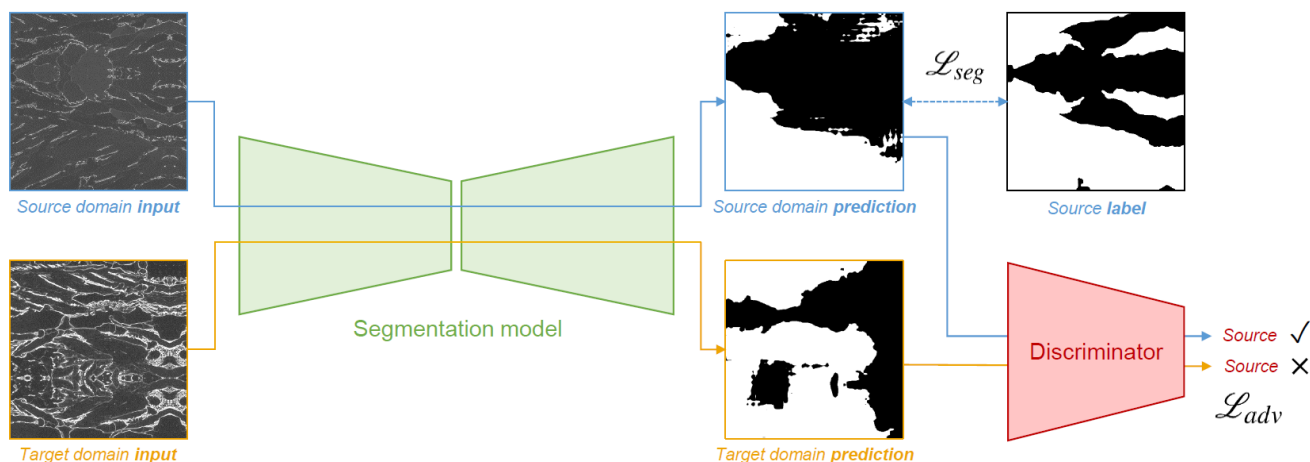 ℒseg
Source domain input
Source domain prediction
Source label
Segmentation model
Discriminator
Source ✓
Source ✕
ℒadv
Target domain input
Target domain prediction